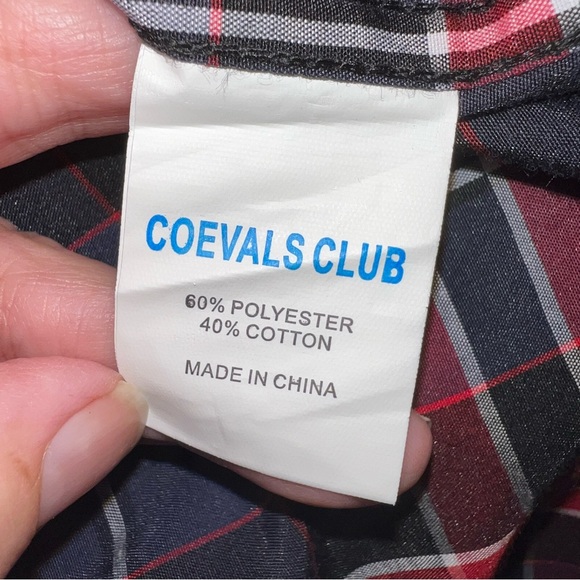 COEVALS CLUB
60% POLYESTER
40% COTTON
MADE IN CHINA